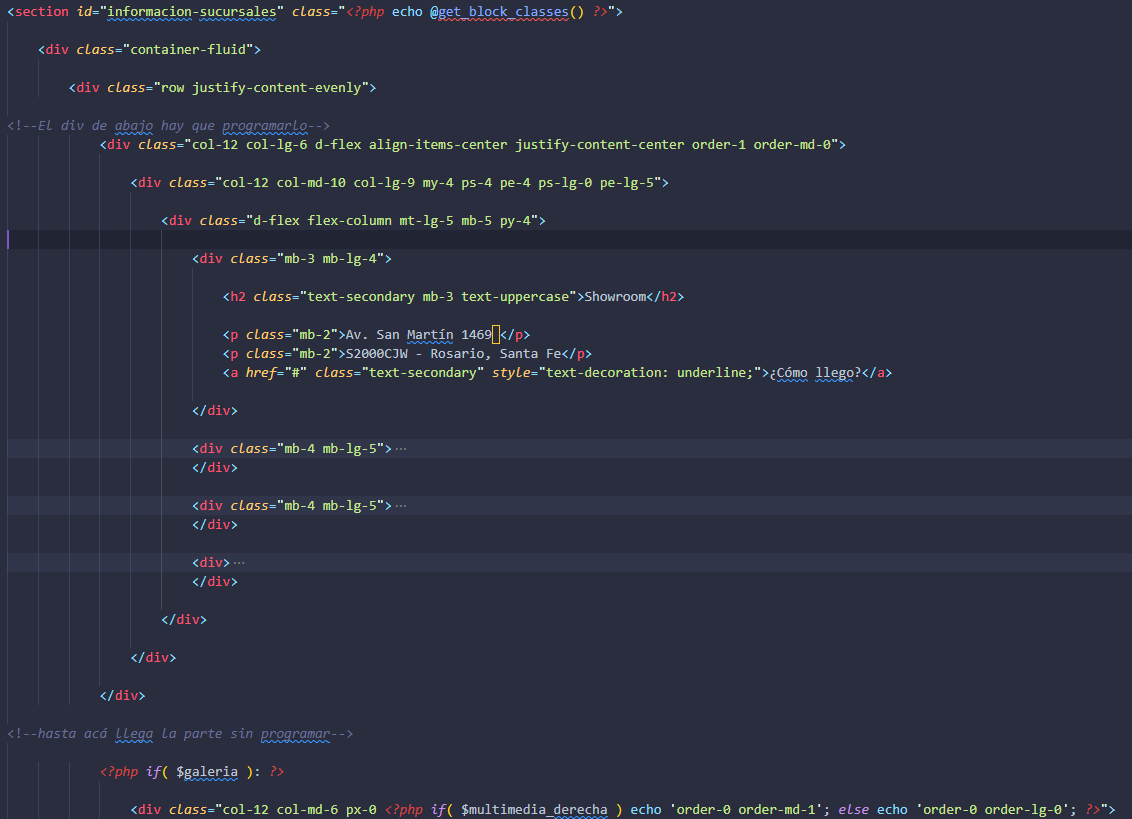 <section id="informacion-sucursales" class="<?php echo @get_block_classes() ?>">
<div class="container-fluid">
<div class="row justify-content-evenly">
<!--El div de abajo hay que programarlo-->
<div class="col-12 col-lg-6 d-flex align-items-center justify-content-center order-1 order-md-0">
<div class="col-12 col-md-10 col-lg-9 my-4 ps-4 pe-4 ps-lg-0 pe-lg-5">
<div class="d-flex flex-column mt-lg-5 mb-5 py-4">
<div class="mb-3 mb-lg-4">
<h2 class="text-secondary mb-3 text-uppercase">Showroom</h2>
<p class="mb-2">Av. San Martín 1469 </p>
<p class="mb-2">S2000CJW - Rosario, Santa Fe</p>
<a href="#" class="text-secondary" style="text-decoration: underline;">¿Cómo llego?</a>
</div>
<div class="mb-4 mb-lg-5">···
</div>
<div class="mb-4 mb-lg-5">···
</div>
<div>···
</div>
</div>
</div>
</div>
<!--hasta acá llega la parte sin programar-->
<?php if( $galeria ): ?>
<div class="col-12 col-md-6 px-0 <?php if( $multimedia_derecha ) echo 'order-0 order-md-1'; else echo 'order-0 order-lg-0'; ?>">